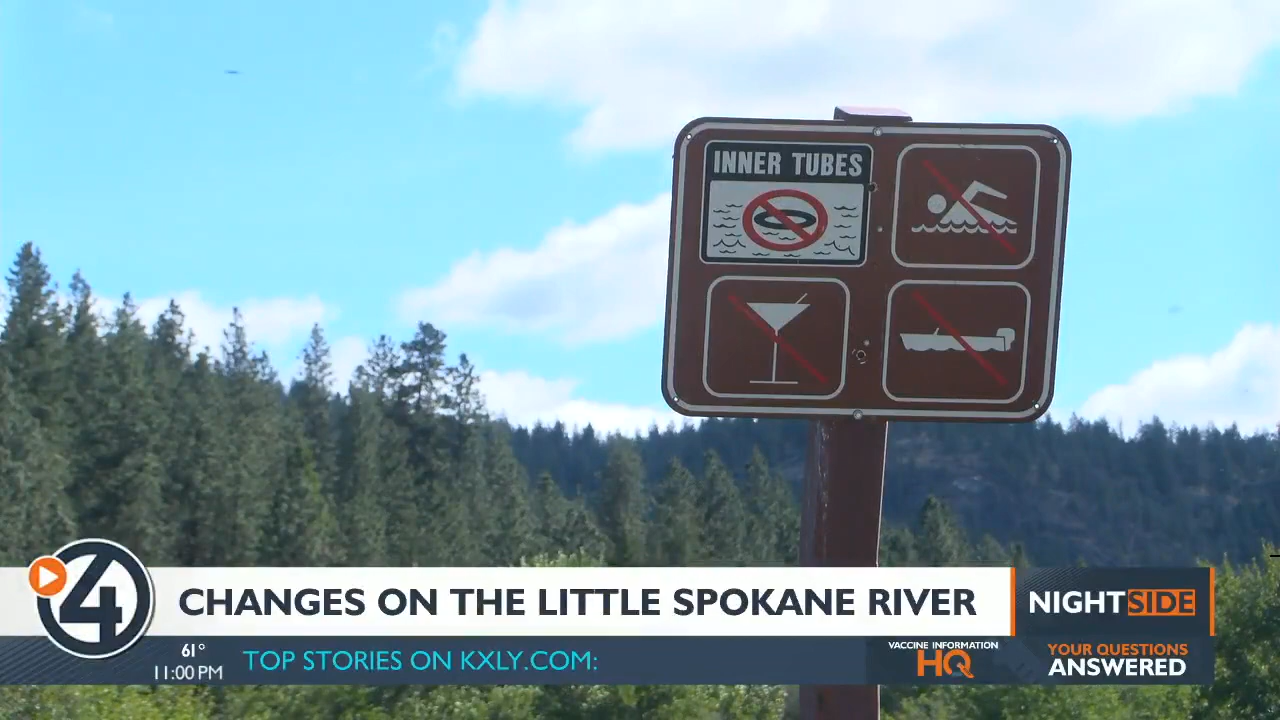 INNER TUBES
4
CHANGES ON THE LITTLE SPOKANE RIVER
NIGHTSIDE
61°
11:00 PM
TOP STORIES ON KXLY.COM:
VACCINE INFORMATION
HQ
YOUR QUESTIONS
ANSWERED